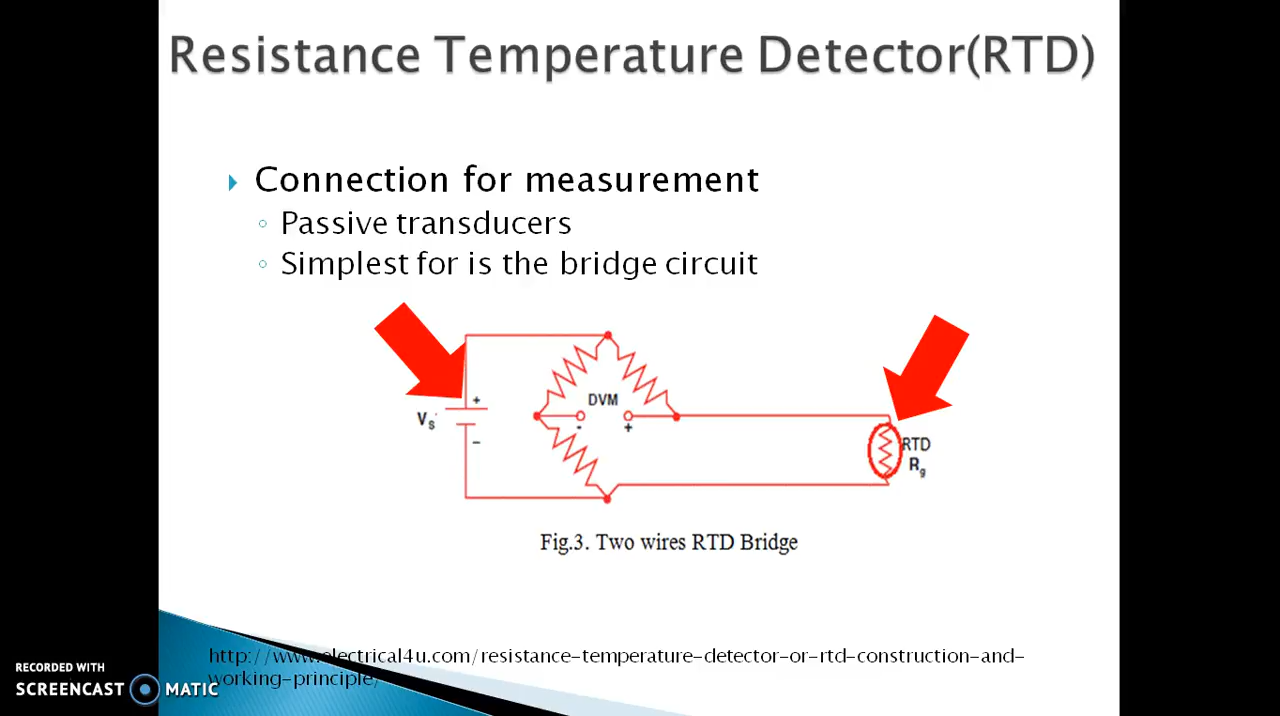 Resistance Temperature Detector(RTD)
Connection for measurement
Passive transducers
Simplest for is the bridge circuit
+
DVM
Vs
- +
−
RTD
Rg
Fig.3. Two wires RTD Bridge
http://www.electrical4u.com/resistance-temperature-detector-or-rtd-construction-and-
working-principle/
RECORDED WITH
SCREENCAST MATIC